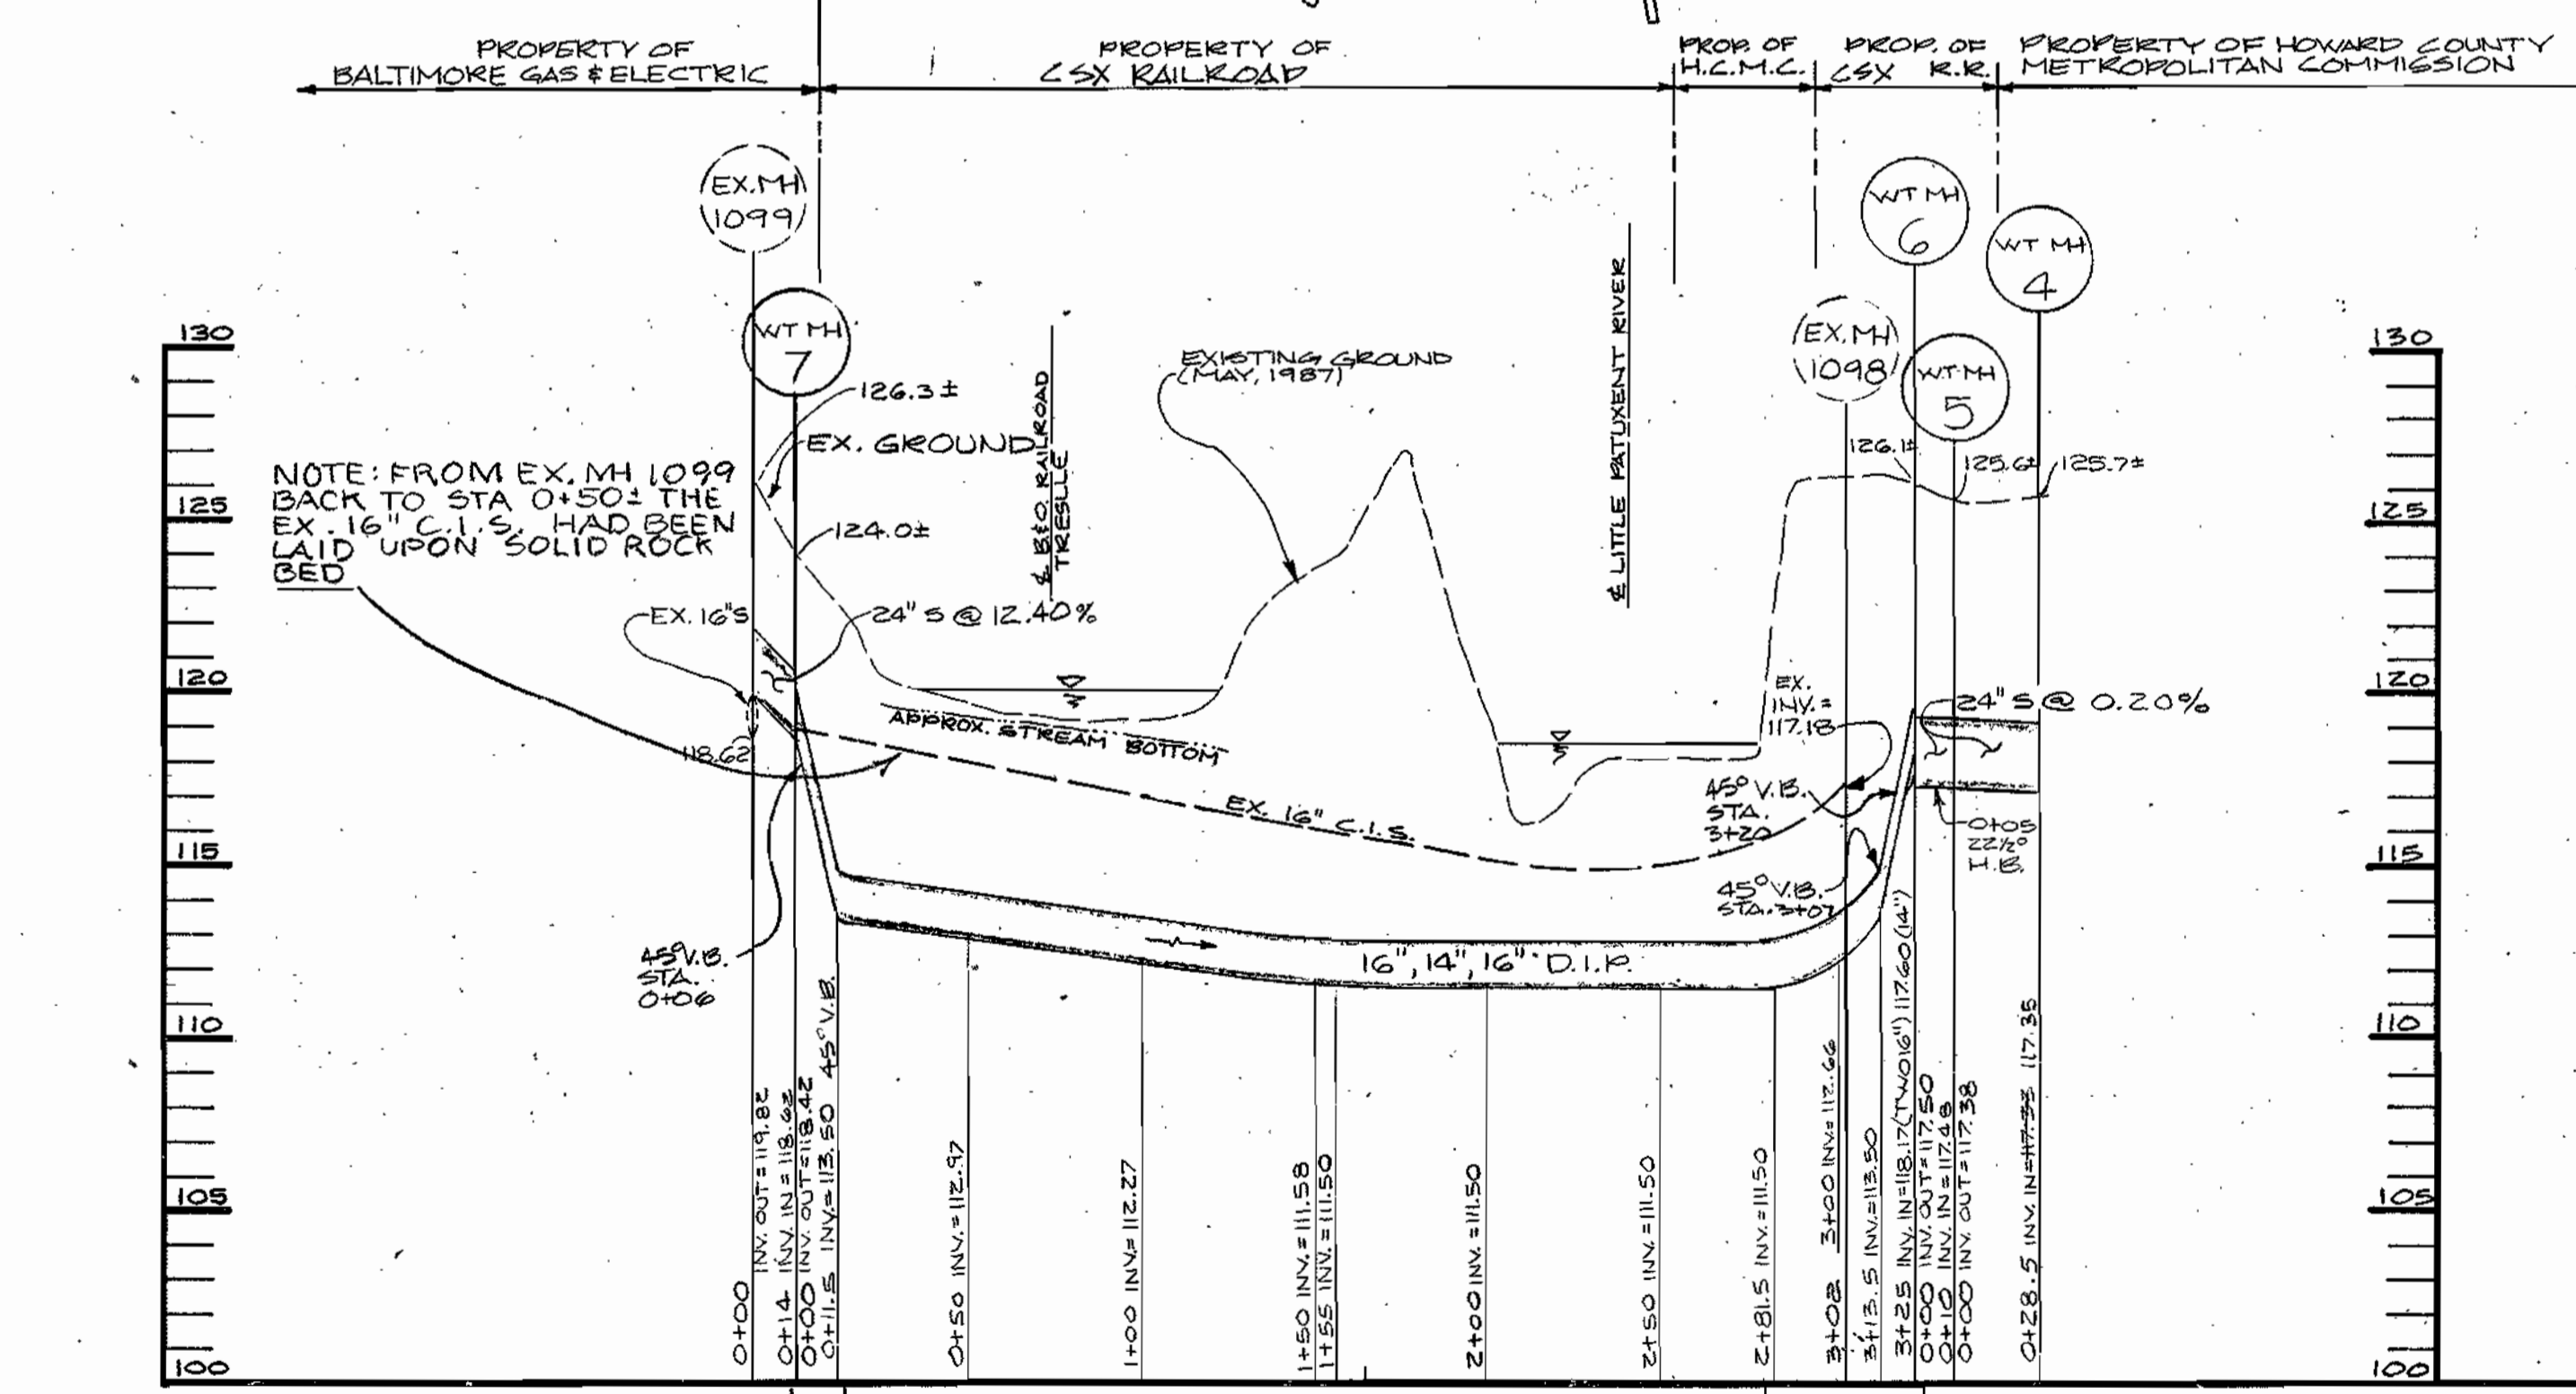 PROPERTY OF
BALTIMORE GAS & ELECTRIC
PROPERTY OF
CSX RAILROAD
PROP. OF
H.C.M.C.
PROP. OF
CSX R.R.
PROPERTY OF HOWARD COUNTY
METROPOLITAN COMMISSION
EX. MH
1099
WT MH
7
WT MH
6
WT MH
4
EX. MH
1098
WT MH
5
130
125
120
115
110
105
100
NOTE: FROM EX. MH 1099
BACK TO STA 0+50± THE
EX. 16" C.I.S. HAD BEEN
LAID UPON SOLID ROCK
BED
126.3±
EX. GROUND
124.0±
℄ B&O. RAILROAD
TRESLLE
EXISTING GROUND
(MAY, 1987)
℄ LITTLE PATUXENT RIVER
126.1±
125.6±
125.7±
EX. 16"S
24" S @ 12.40%
118.62
APPROX. STREAM BOTTOM
EX. 16" C.I.S.
EX.
INV.=
117.18
24" S @ 0.20%
45° V.B.
STA.
3+20
0+05
22½°
H.B.
45° V.B.
STA. 3+07
45° V.B.
STA.
0+06
16", 14", 16" D.I.P.
0+00 INV. OUT=119.82
0+14 INV. IN=118.62
0+00 INV. OUT=118.42
0+11.5 INV.=113.50 45° V.B.
0+50 INV.=112.97
1+00 INV.=112.27
1+50 INV.=111.58
1+55 INV.=111.50
2+00 INV.=111.50
2+50 INV.=111.50
2+81.5 INV.=111.50
3+02 3+00 INV.=112.66
3+13.5 INV.=113.50
3+25 INV. IN=118.17(TWO16") 117.60(14")
0+00 INV. OUT=117.50
0+10 INV. IN=117.48
0+00 INV. OUT=117.38
0+28.5 INV. IN=117.33 117.35
130
125
120
115
110
105
100